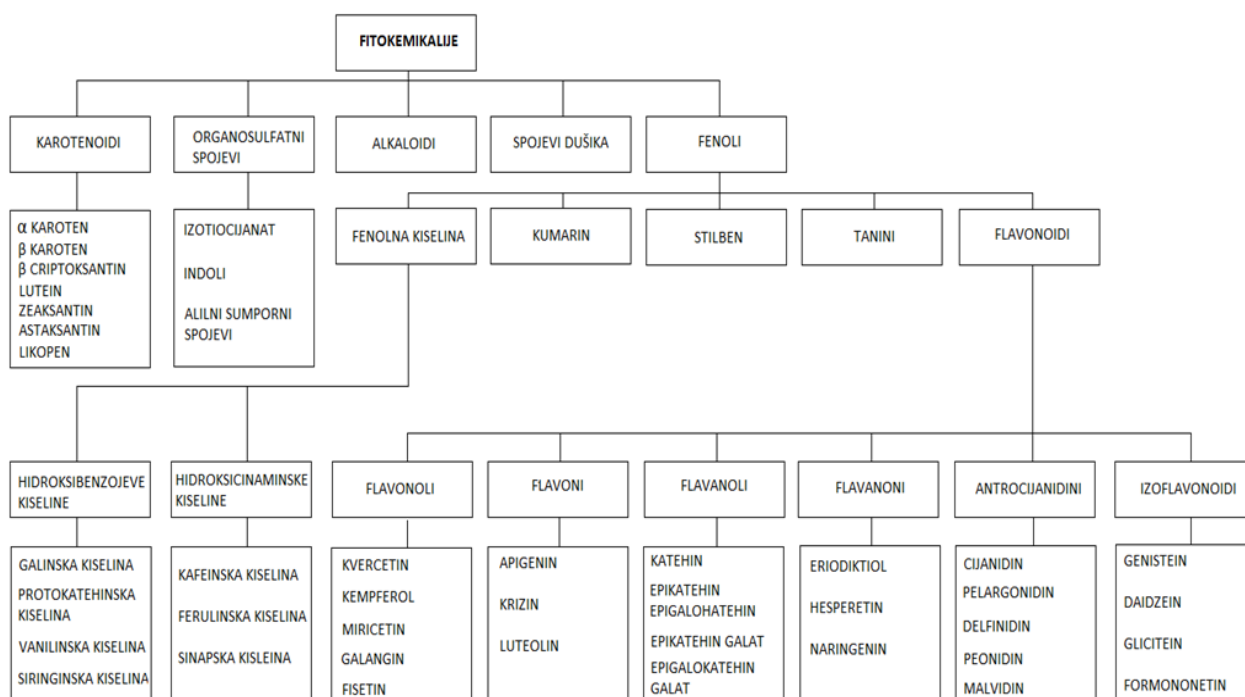 FITOKEMIKALIJE
KAROTENOIDI
ORGANOSULFATNI
SPOJEVI
ALKALOIDI
SPOJEVI DUŠIKA
FENOLI
α KAROTEN
β KAROTEN
β CRIPTOKSANTIN
LUTEIN
ZEAKSANTIN
ASTAKSANTIN
LIKOPEN
IZOTIOCIJANAT
INDOLI
ALILNI SUMPORNI
SPOJEVI
FENOLNA KISELINA
KUMARIN
STILBEN
TANINI
FLAVONOIDI
HIDROKSIBENZOJEVE
KISELINE
HIDROKSICINAMINSKE
KISELINE
FLAVONOLI
FLAVONI
FLAVANOLI
FLAVANONI
ANTROCIJANIDINI
IZOFLAVONOIDI
GALINSKA KISELINA
PROTOKATEHINSKA
KISELINA
VANILINSKA KISELINA
SIRINGINSKA KISELINA
KAFEINSKA KISELINA
FERULINSKA KISELINA
SINAPSKA KISLEINA
KVERCETIN
KEMPFEROL
MIRICETIN
GALANGIN
FISETIN
APIGENIN
KRIZIN
LUTEOLIN
KATEHIN
EPIKATEHIN
EPIGALOHATEHIN
EPIKATEHIN GALAT
EPIGALOKATEHIN
GALAT
ERIODIKTIOL
HESPERETIN
NARINGENIN
CIJANIDIN
PELARGONIDIN
DELFINIDIN
PEONIDIN
MALVIDIN
GENISTEIN
DAIDZEIN
GLICITEIN
FORMONONETIN